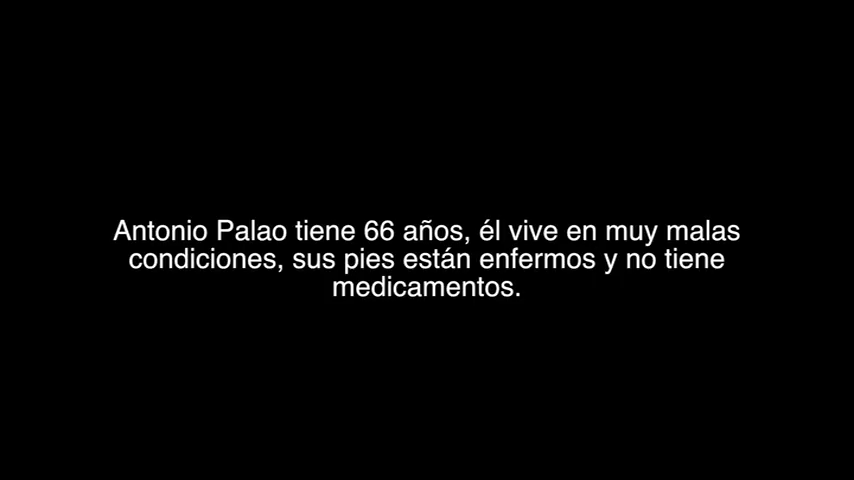 Antonio Palao tiene 66 años, él vive en muy malas
condiciones, sus pies están enfermos y no tiene
medicamentos.